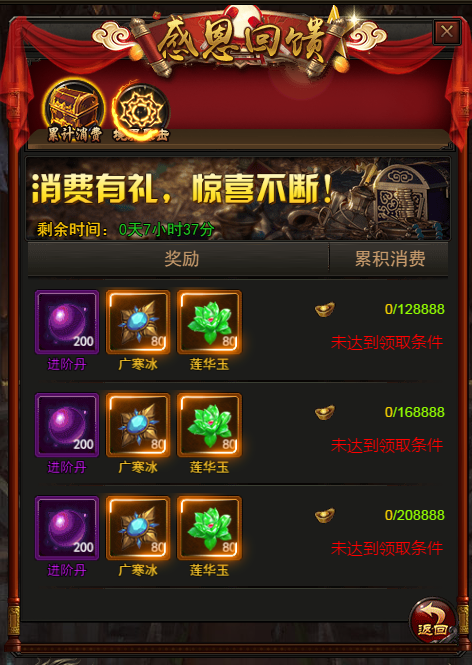 感恩回馈
累计消费
消费有礼，惊喜不断！
剩余时间： 0天7小时37分
奖励 累积消费
200 80 80 0/128888
进阶丹 广寒冰 莲华玉 未达到领取条件
200 80 80 0/168888
进阶丹 广寒冰 莲华玉 未达到领取条件
200 80 80 0/208888
进阶丹 广寒冰 莲华玉 未达到领取条件
返回